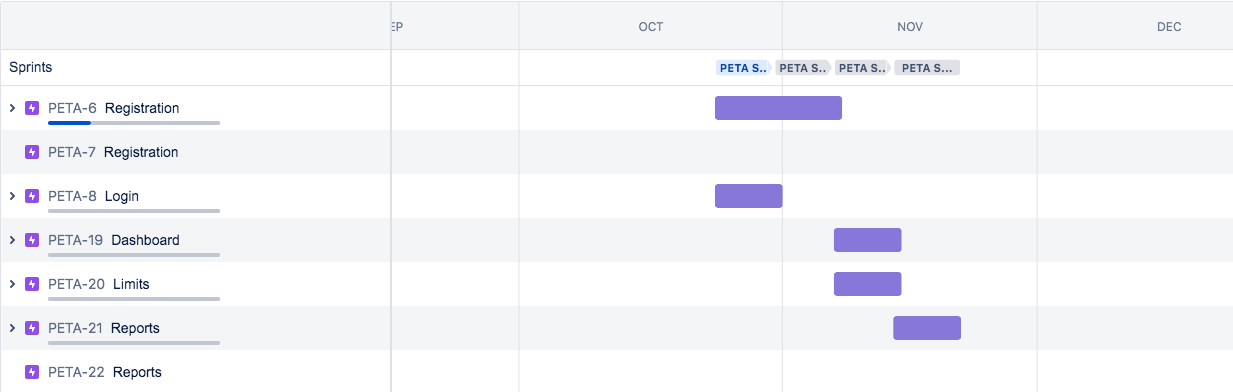 EP OCT NOV DEC
Sprints PETA S.. PETA S.. PETA S.. PETA S...
PETA-6 Registration
PETA-7 Registration
PETA-8 Login
PETA-19 Dashboard
PETA-20 Limits
PETA-21 Reports
PETA-22 Reports